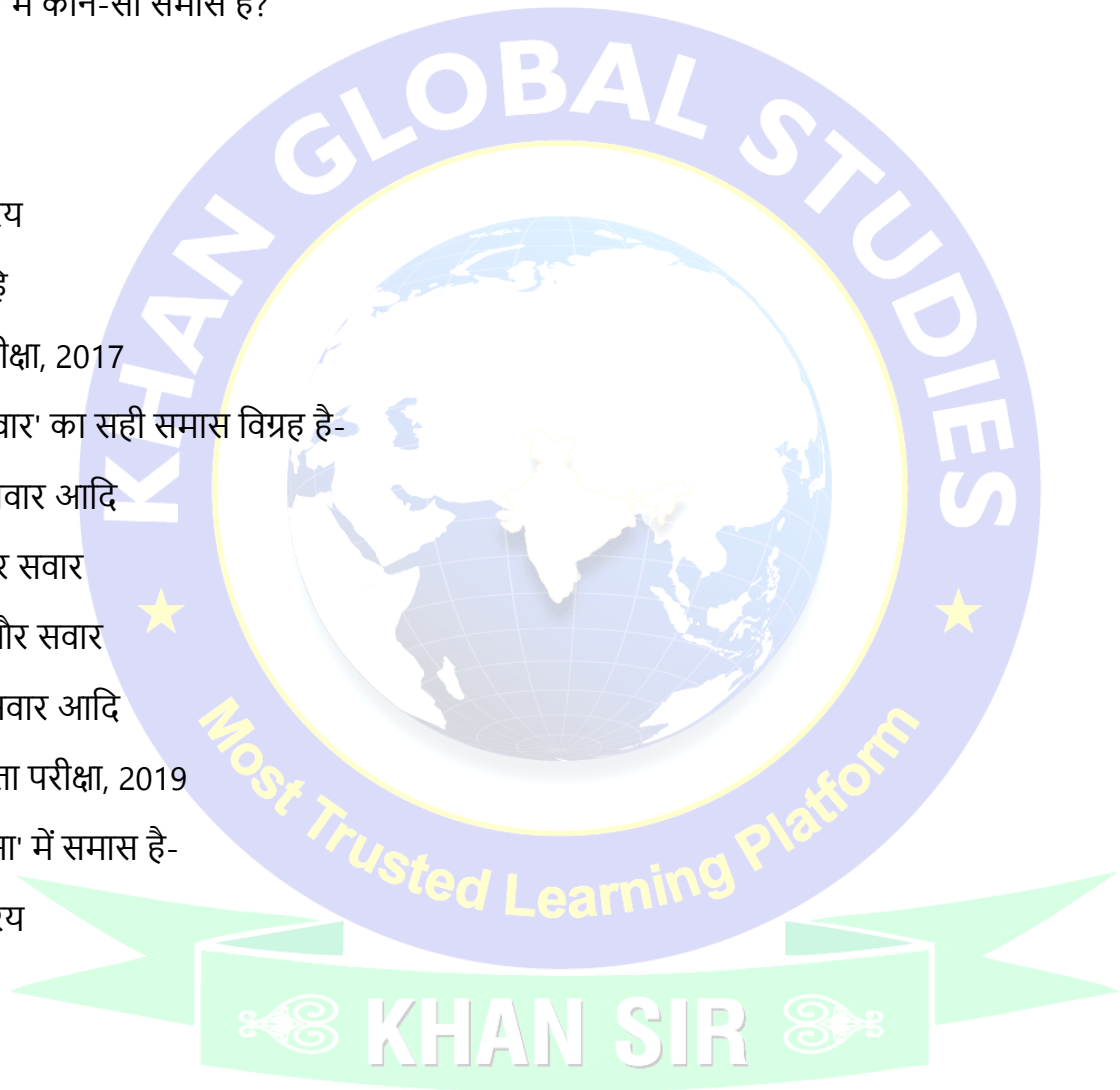 में कौन-सा समास है?
य
परीक्षा, 2017
वार' का सही समास विग्रह है-
वार आदि
र सवार
और सवार
वार आदि
ता परीक्षा, 2019
में समास है-
य
KHAN GLOBAL STUDIES
Most Trusted Learning Platform
KHAN SIR